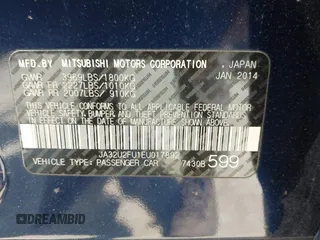 MFD.BY MITSUBISHI MOTORS CORPORATION , JAPAN
GVWR 3969LBS/1800KG JAN 2014
GAWR FR 2227LBS/1010KG
GAWR RR 2007LBS/ 910KG
THIS VEHICLE CONFORMS TO ALL APPLICABLE FEDERAL MOTOR
VEHICLE SAFETY, BUMPER, AND THEFT PREVENTION STANDARDS
IN EFFECT ON THE DATE OF MANUFACTURE SHOWN ABOVE.
JA32U2FU1EU017892
VEHICLE TYPE: PASSENGER CAR 7430B 599
DREAMBID